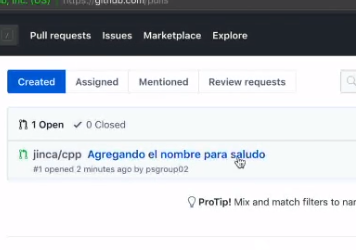 https://github.com/pulls
/ Pull requests Issues Marketplace Explore
Created Assigned Mentioned Review requests
1 Open ✓ 0 Closed
jinca/cpp Agregando el nombre para saludo
#1 opened 2 minutes ago by psgroup02
ProTip! Mix and match filters to nar